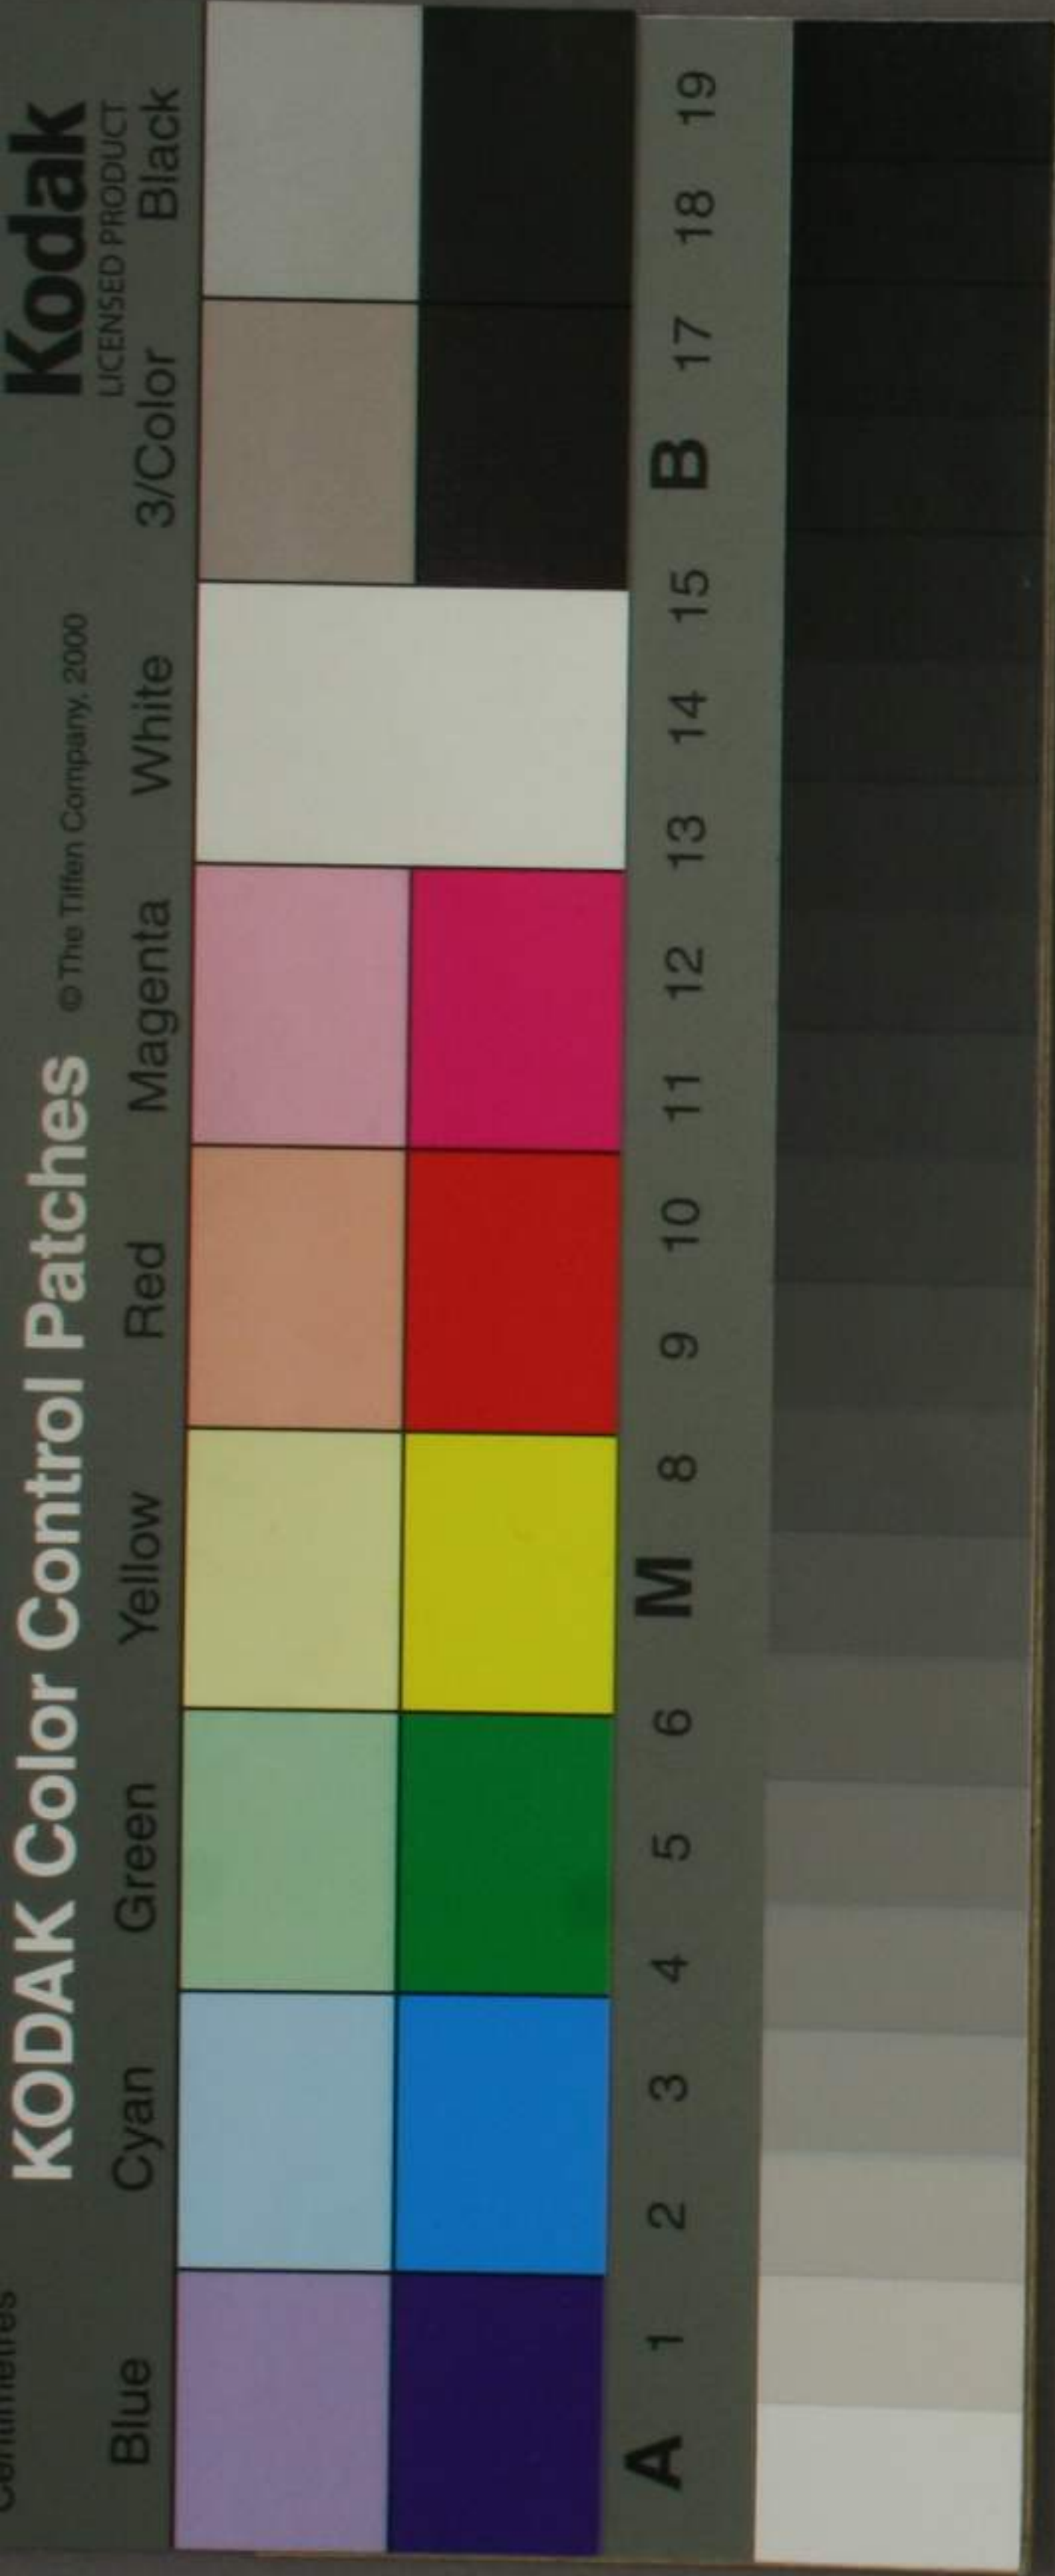 Centimetres
KODAK Color Control Patches © The Tiffen Company, 2000 Kodak
LICENSED PRODUCT
Blue Cyan Green Yellow Red Magenta White 3/Color Black
A 1 2 3 4 5 6 M 8 9 10 11 12 13 14 15 B 17 18 19